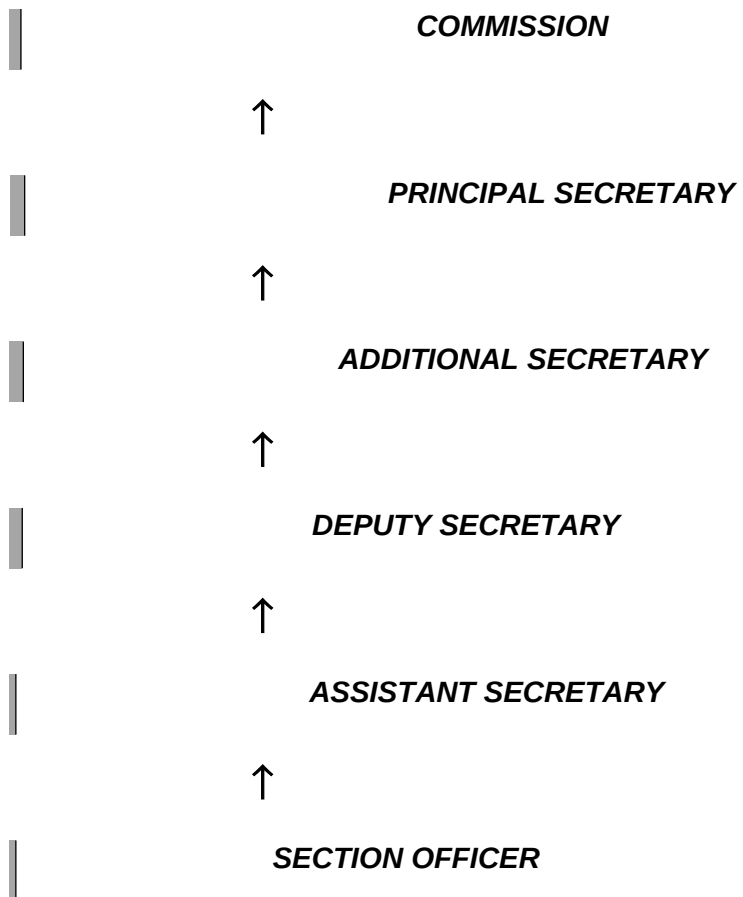 COMMISSION
↑
PRINCIPAL SECRETARY
↑
ADDITIONAL SECRETARY
↑
DEPUTY SECRETARY
↑
ASSISTANT SECRETARY
↑
SECTION OFFICER